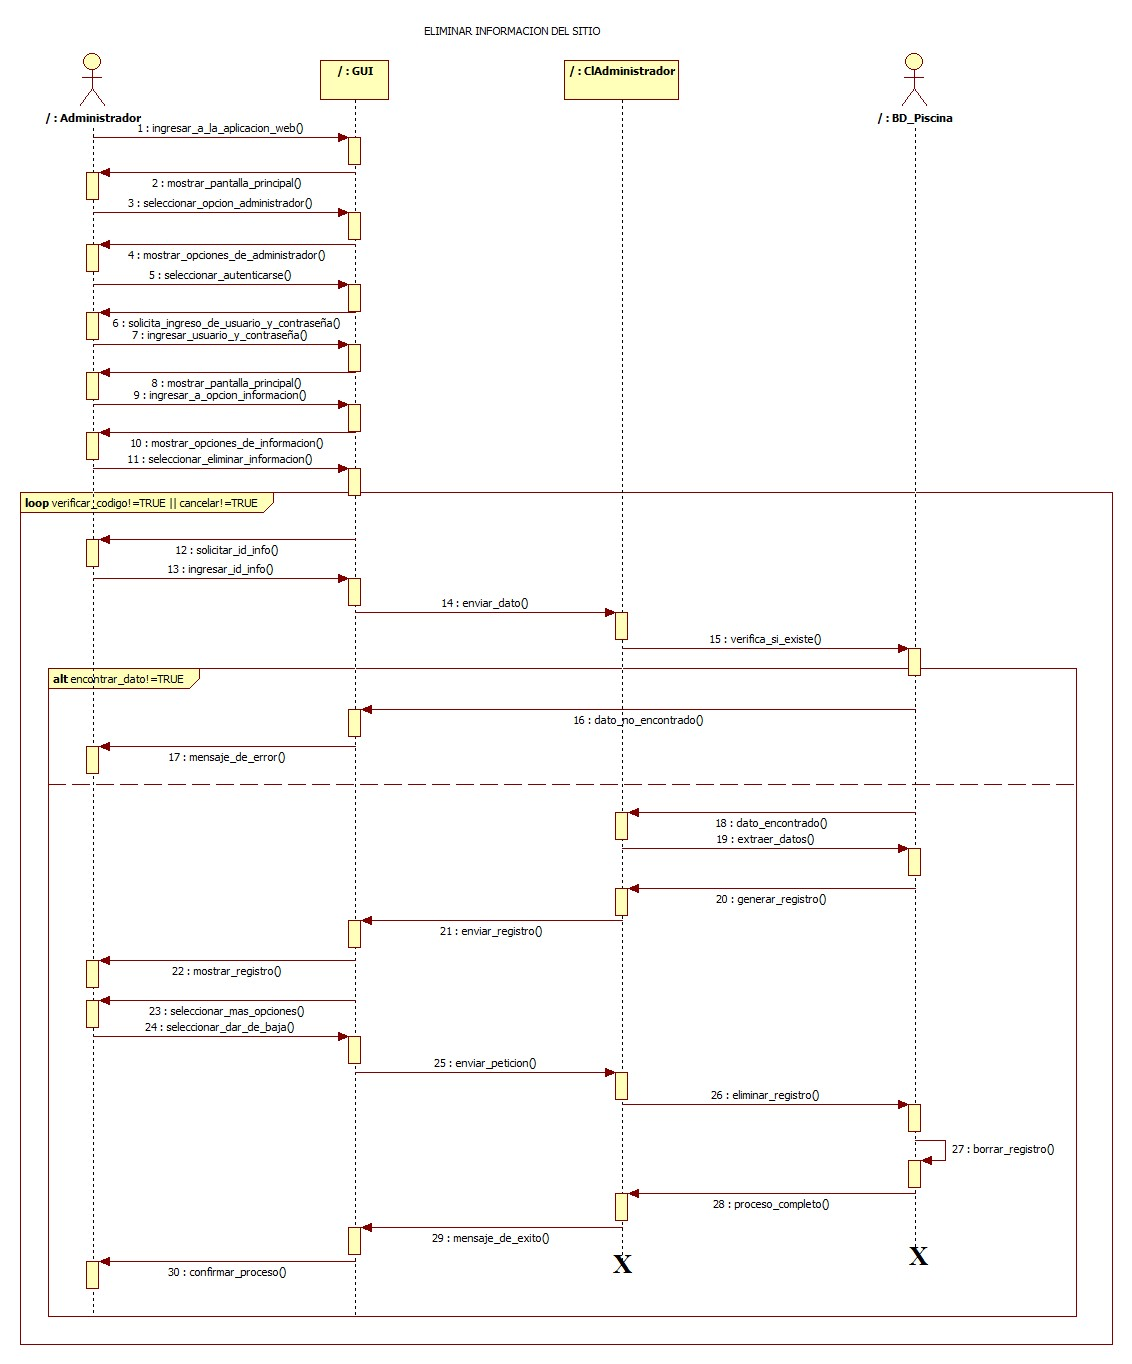 ELIMINAR INFORMACION DEL SITIO
/ : GUI
/ : ClAdministrador
/ : Administrador
/ : BD_Piscina
1 : ingresar_a_la_aplicacion_web()
2 : mostrar_pantalla_principal()
3 : seleccionar_opcion_administrador()
4 : mostrar_opciones_de_administrador()
5 : seleccionar_autenticarse()
6 : solicita_ingreso_de_usuario_y_contraseña()
7 : ingresar_usuario_y_contraseña()
8 : mostrar_pantalla_principal()
9 : ingresar_a_opcion_informacion()
10 : mostrar_opciones_de_informacion()
11 : seleccionar_eliminar_informacion()
loop verificar_codigo!=TRUE || cancelar!=TRUE
12 : solicitar_id_info()
13 : ingresar_id_info()
14 : enviar_dato()
15 : verifica_si_existe()
alt encontrar_dato!=TRUE
16 : dato_no_encontrado()
17 : mensaje_de_error()
18 : dato_encontrado()
19 : extraer_datos()
20 : generar_registro()
21 : enviar_registro()
22 : mostrar_registro()
23 : seleccionar_mas_opciones()
24 : seleccionar_dar_de_baja()
25 : enviar_peticion()
26 : eliminar_registro()
27 : borrar_registro()
28 : proceso_completo()
29 : mensaje_de_exito()
X
X
30 : confirmar_proceso()